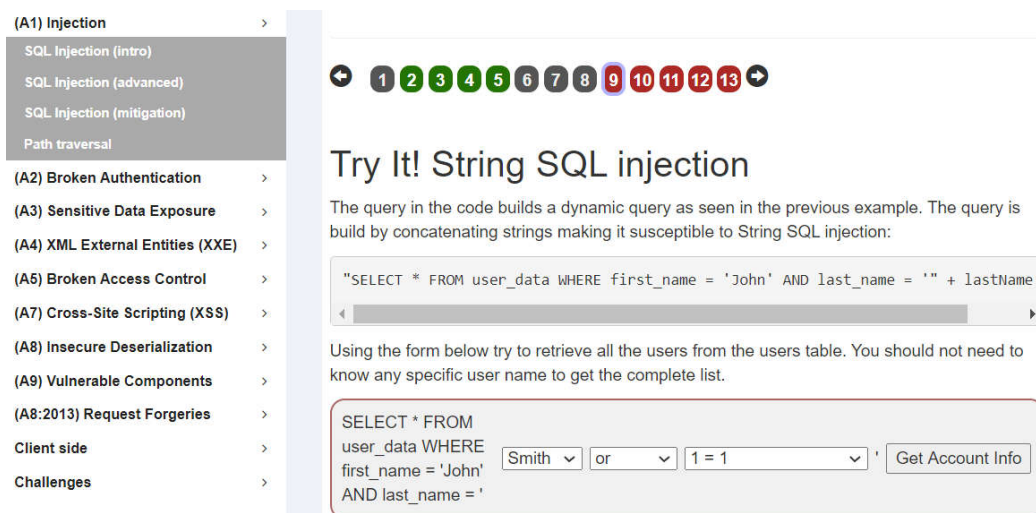 (A1) Injection
SQL Injection (intro)
SQL Injection (advanced)
SQL Injection (mitigation)
Path traversal
(A2) Broken Authentication
(A3) Sensitive Data Exposure
(A4) XML External Entities (XXE)
(A5) Broken Access Control
(A7) Cross-Site Scripting (XSS)
(A8) Insecure Deserialization
(A9) Vulnerable Components
(A8:2013) Request Forgeries
Client side
Challenges
1 2 3 4 5 6 7 8 9 10 11 12 13
Try It! String SQL injection
The query in the code builds a dynamic query as seen in the previous example. The query is
build by concatenating strings making it susceptible to String SQL injection:
"SELECT * FROM user_data WHERE first_name = 'John' AND last_name = '" + lastName
Using the form below try to retrieve all the users from the users table. You should not need to
know any specific user name to get the complete list.
SELECT * FROM
user_data WHERE
first_name = 'John'
AND last_name = '
Smith or 1 = 1 ' Get Account Info